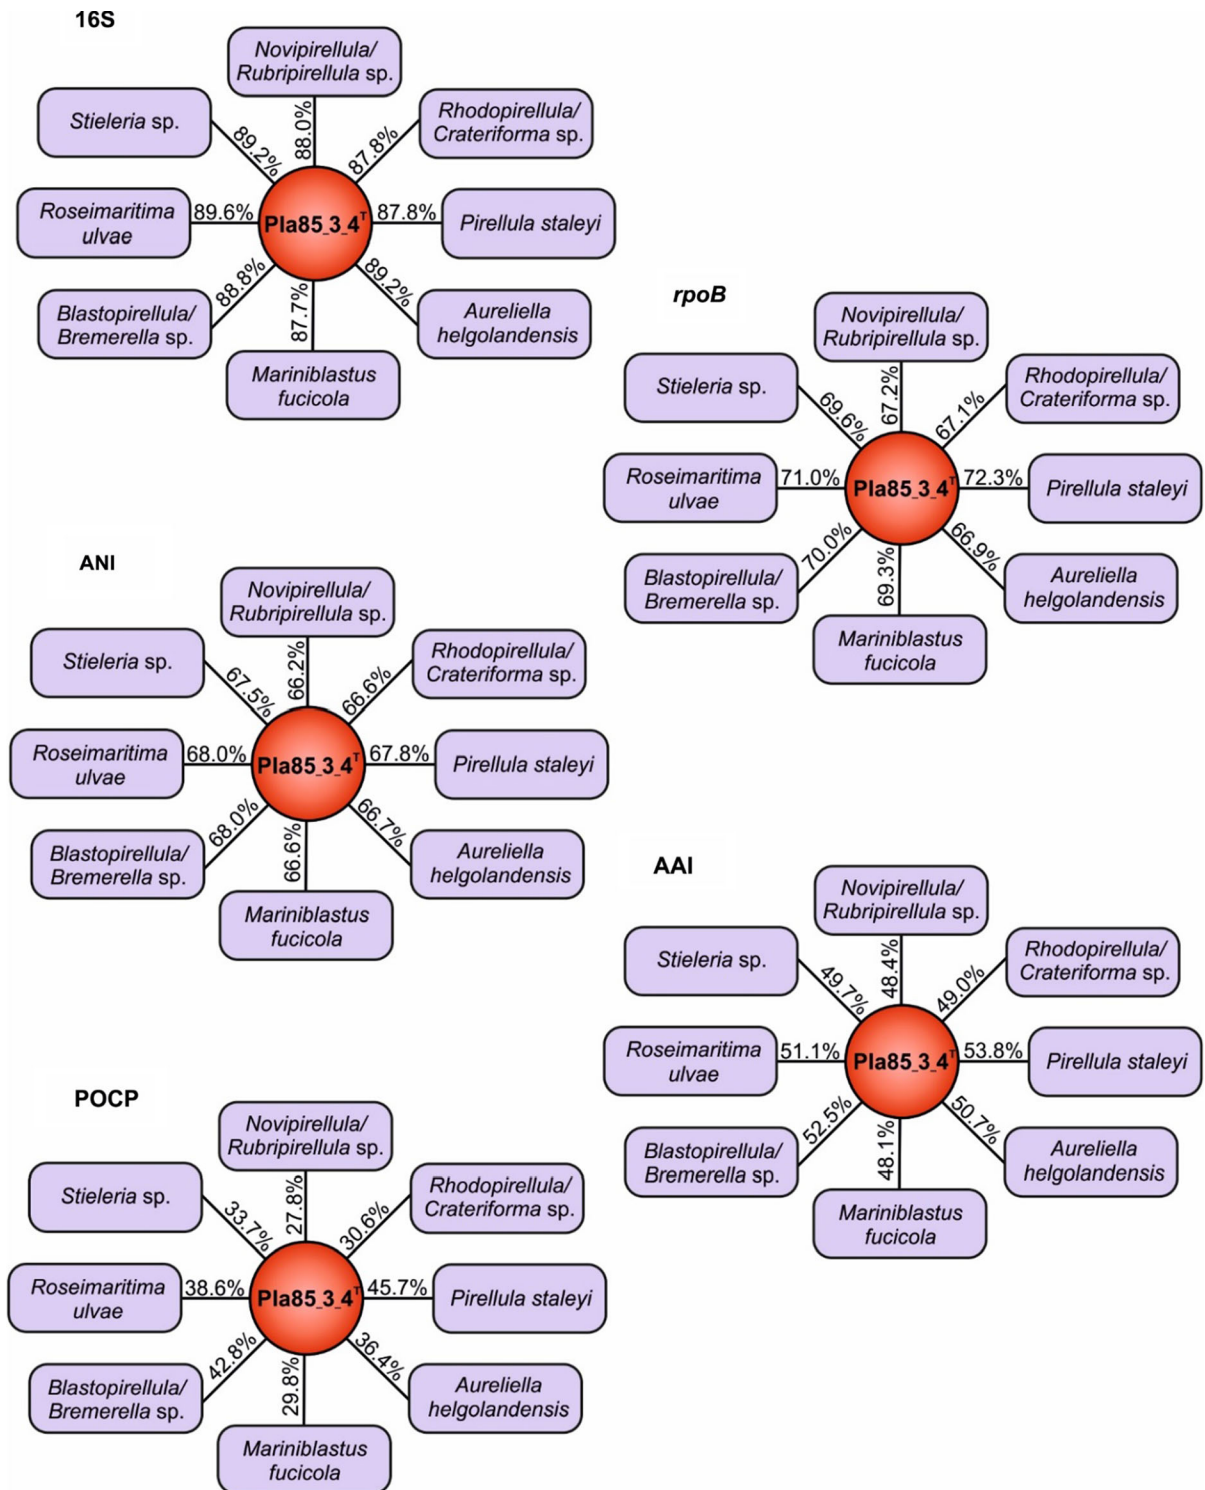 16S
Novipirellula/
Rubripirellula sp.
Stieleria sp.
Rhodopirellula/
Crateriforma sp.
89.2%
88.0%
87.8%
Roseimaritima
ulvae
89.6%
Pla85_3_4T
87.8%
Pirellula staleyi
Blastopirellula/
Bremerella sp.
88.8%
87.7%
89.2%
Aureliella
helgolandensis
Mariniblastus
fucicola
rpoB
Novipirellula/
Rubripirellula sp.
Stieleria sp.
Rhodopirellula/
Crateriforma sp.
69.6%
67.2%
67.1%
Roseimaritima
ulvae
71.0%
Pla85_3_4T
72.3%
Pirellula staleyi
Blastopirellula/
Bremerella sp.
70.0%
69.3%
66.9%
Aureliella
helgolandensis
Mariniblastus
fucicola
ANI
Novipirellula/
Rubripirellula sp.
Stieleria sp.
Rhodopirellula/
Crateriforma sp.
67.5%
66.2%
66.6%
Roseimaritima
ulvae
68.0%
Pla85_3_4T
67.8%
Pirellula staleyi
Blastopirellula/
Bremerella sp.
68.0%
66.6%
66.7%
Aureliella
helgolandensis
Mariniblastus
fucicola
AAI
Novipirellula/
Rubripirellula sp.
Stieleria sp.
Rhodopirellula/
Crateriforma sp.
49.7%
48.4%
49.0%
Roseimaritima
ulvae
51.1%
Pla85_3_4T
53.8%
Pirellula staleyi
Blastopirellula/
Bremerella sp.
52.5%
48.1%
50.7%
Aureliella
helgolandensis
Mariniblastus
fucicola
POCP
Novipirellula/
Rubripirellula sp.
Stieleria sp.
Rhodopirellula/
Crateriforma sp.
33.7%
27.8%
30.6%
Roseimaritima
ulvae
38.6%
Pla85_3_4T
45.7%
Pirellula staleyi
Blastopirellula/
Bremerella sp.
42.8%
29.8%
36.4%
Aureliella
helgolandensis
Mariniblastus
fucicola